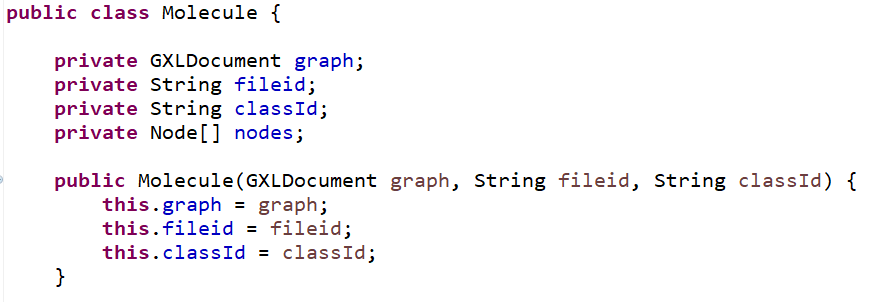 public class Molecule {
private GXLDocument graph;
private String fileid;
private String classId;
private Node[] nodes;
public Molecule(GXLDocument graph, String fileid, String classId) {
this.graph = graph;
this.fileid = fileid;
this.classId = classId;
}